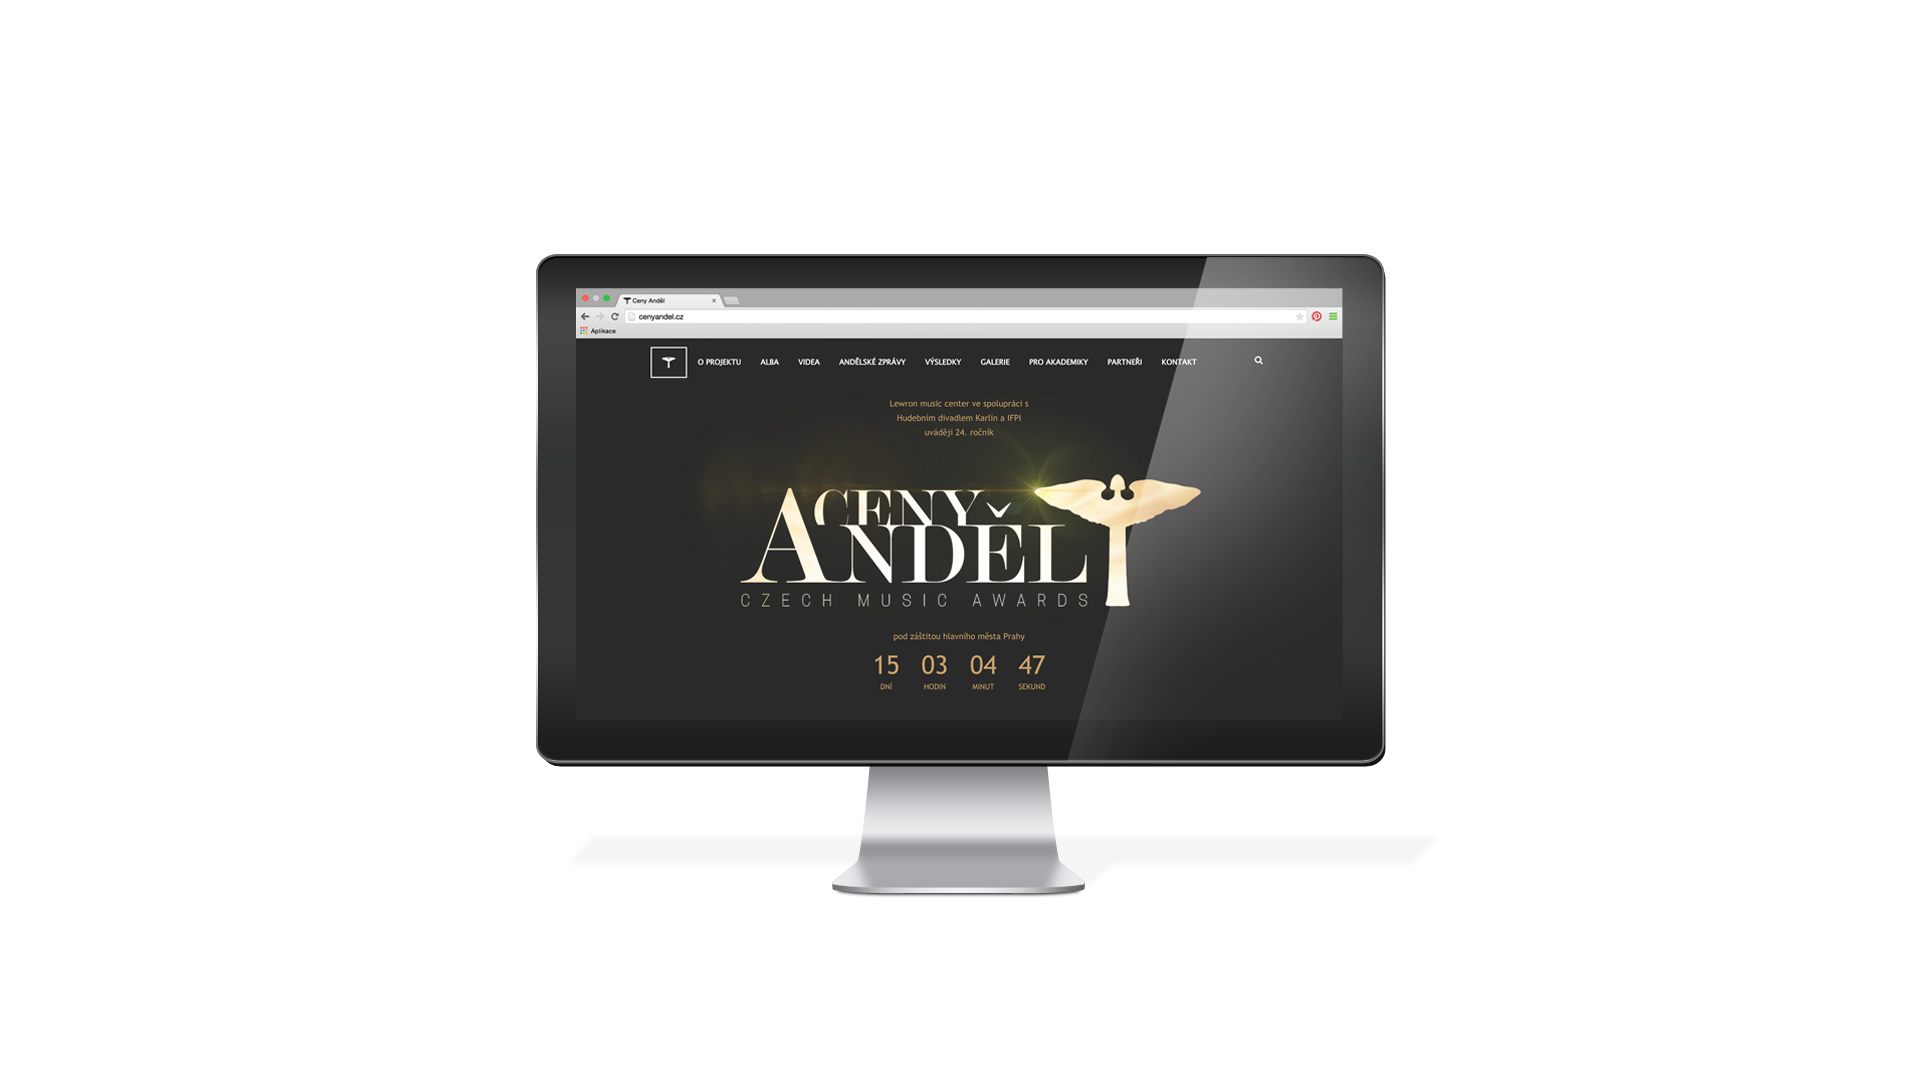 Ceny Anděl
cenyandel.cz
Aplikace
O PROJEKTU ALBA VIDEA ANDĚLSKÉ ZPRÁVY VÝSLEDKY GALERIE PRO AKADEMIKY PARTNEŘI KONTAKT
Lewron music center ve spolupráci s
Hudebním divadlem Karlín a IFPI
uvádějí 24. ročník
CENY
ANDĚL
CZECH MUSIC AWARDS
pod záštitou hlavního města Prahy
15 03 04 47
DNÍ HODIN MINUT SEKUND